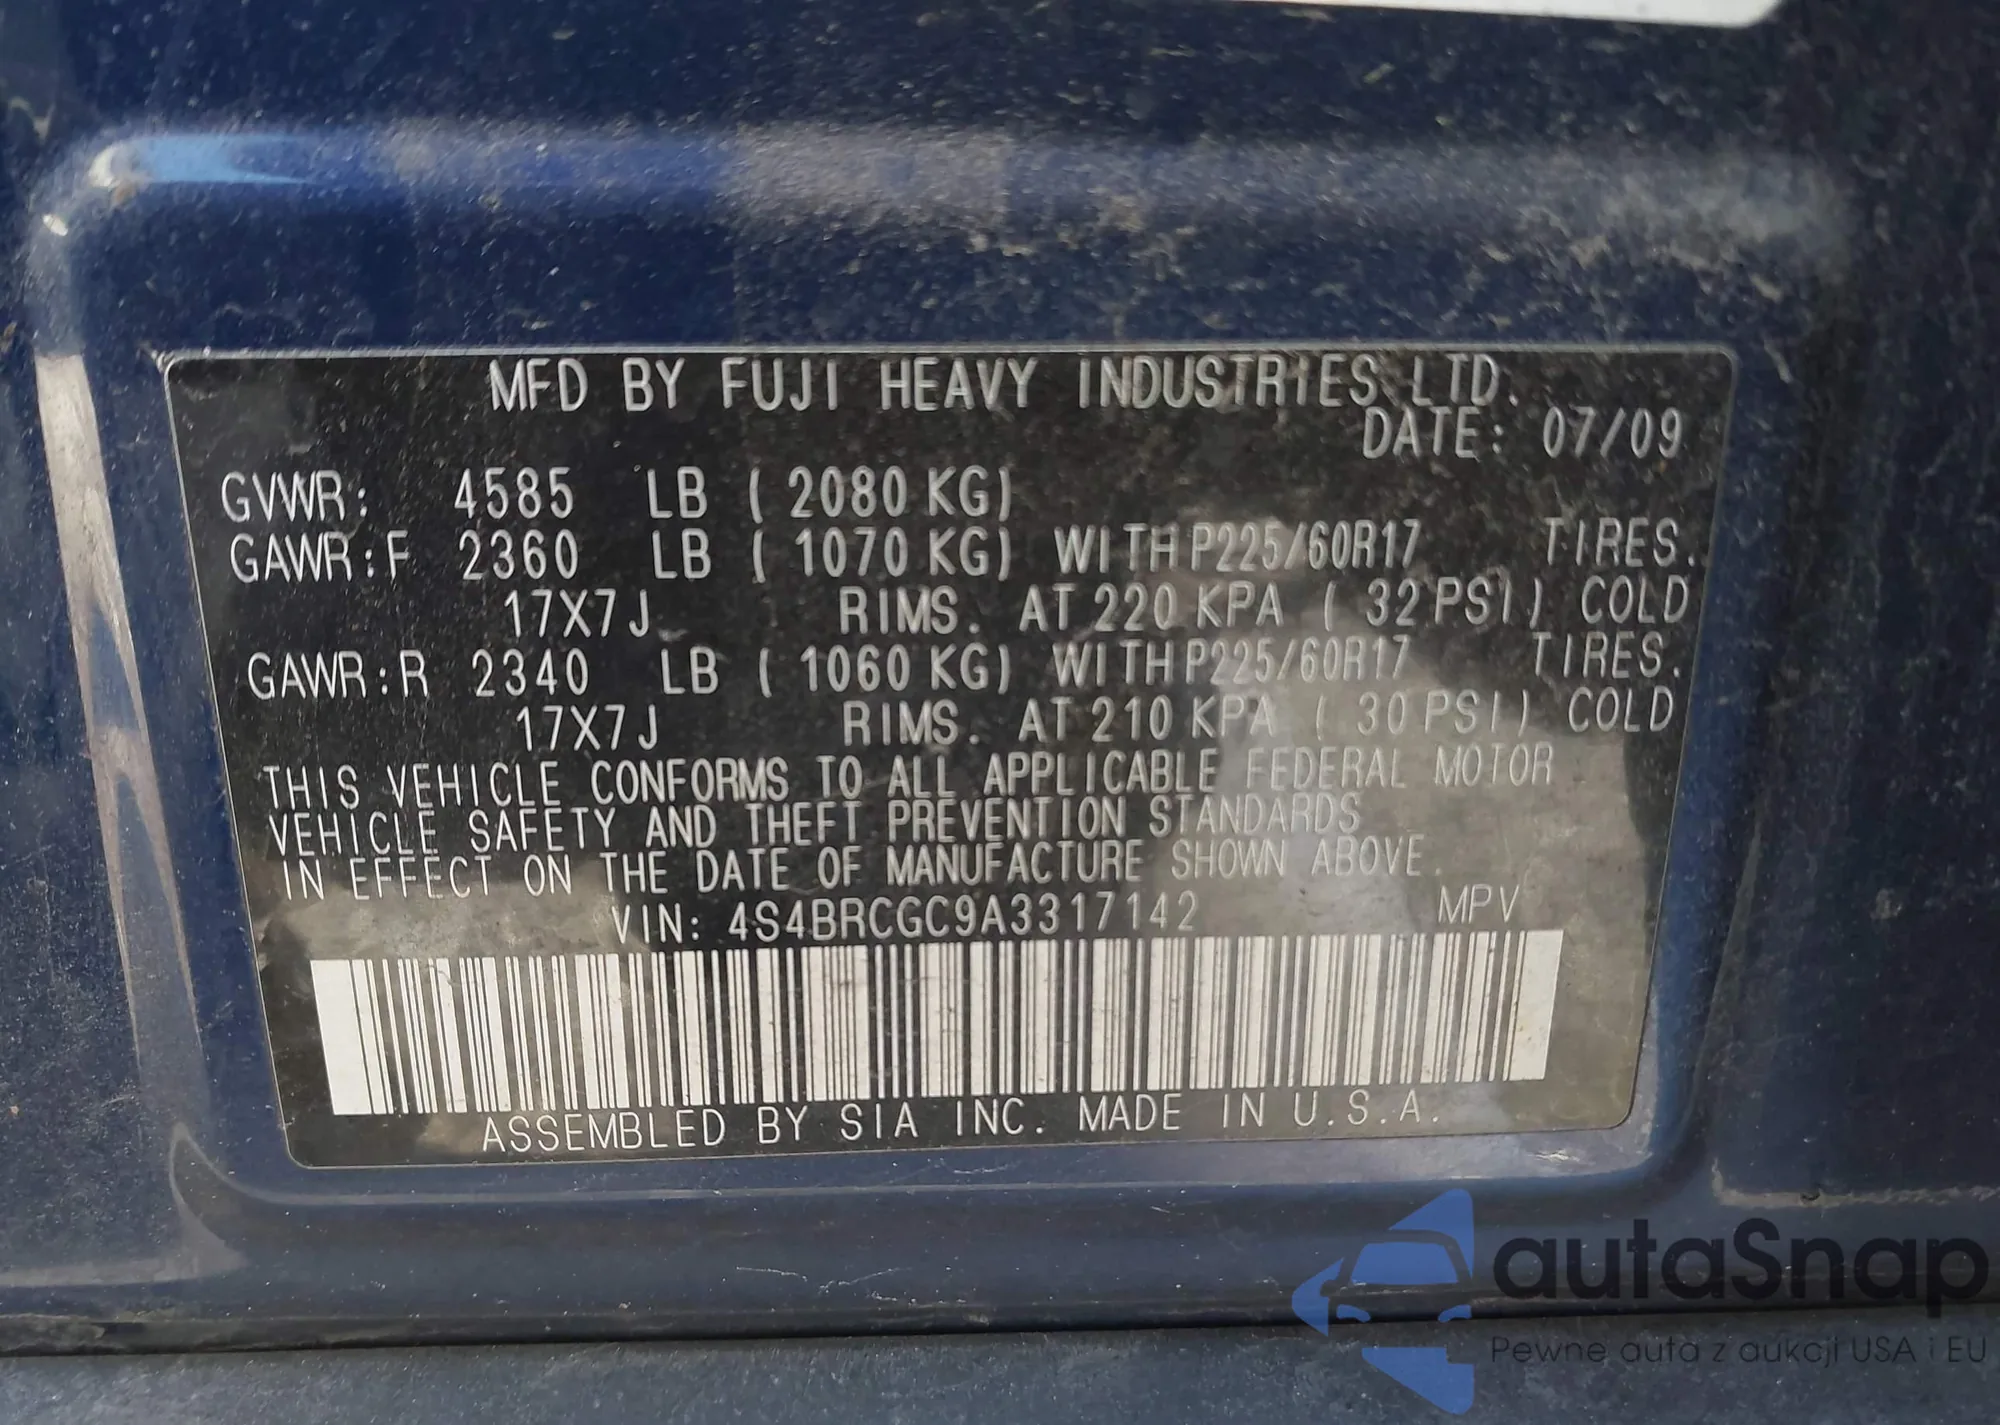 MFD BY FUJI HEAVY INDUSTRIES LTD.
DATE: 07/09
GVWR: 4585 LB ( 2080 KG)
GAWR:F 2360 LB ( 1070 KG) WITH P225/60R17 TIRES.
17X7J RIMS. AT 220 KPA ( 32 PSI) COLD
GAWR:R 2340 LB ( 1060 KG) WITH P225/60R17 TIRES.
17X7J RIMS. AT 210 KPA ( 30 PSI) COLD
THIS VEHICLE CONFORMS TO ALL APPLICABLE FEDERAL MOTOR
VEHICLE SAFETY AND THEFT PREVENTION STANDARDS
IN EFFECT ON THE DATE OF MANUFACTURE SHOWN ABOVE.
VIN: 4S4BRCGC9A3317142 MPV
ASSEMBLED BY SIA INC. MADE IN U.S.A.
autaSnap
Pewne auta z aukcji USA i EU